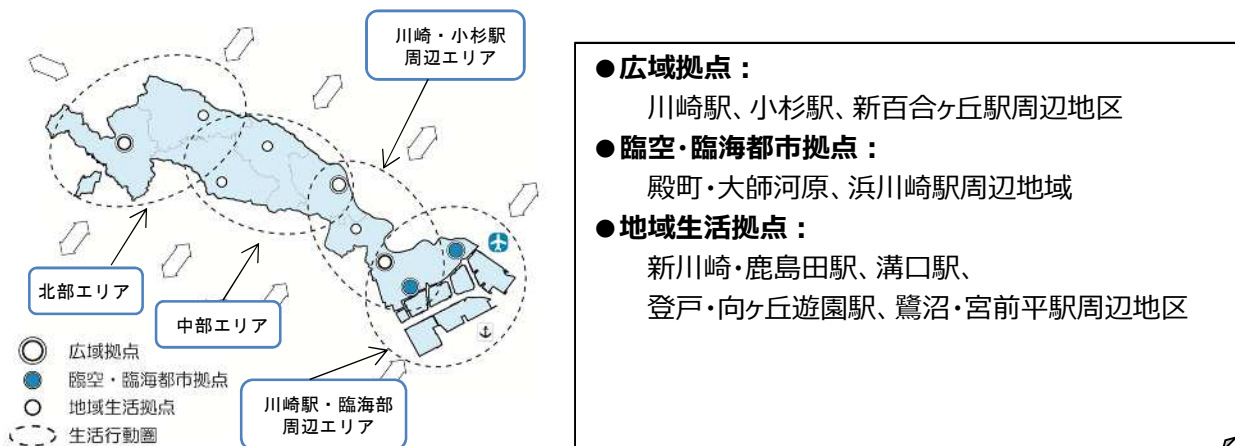 川崎・小杉駅
周辺エリア
北部エリア
中部エリア
川崎駅・臨海部
周辺エリア
広域拠点
臨空・臨海都市拠点
地域生活拠点
生活行動圏
●広域拠点：
川崎駅、小杉駅、新百合ヶ丘駅周辺地区
●臨空・臨海都市拠点：
殿町・大師河原、浜川崎駅周辺地域
●地域生活拠点：
新川崎・鹿島田駅、溝口駅、
登戸・向ヶ丘遊園駅、鷺沼・宮前平駅周辺地区